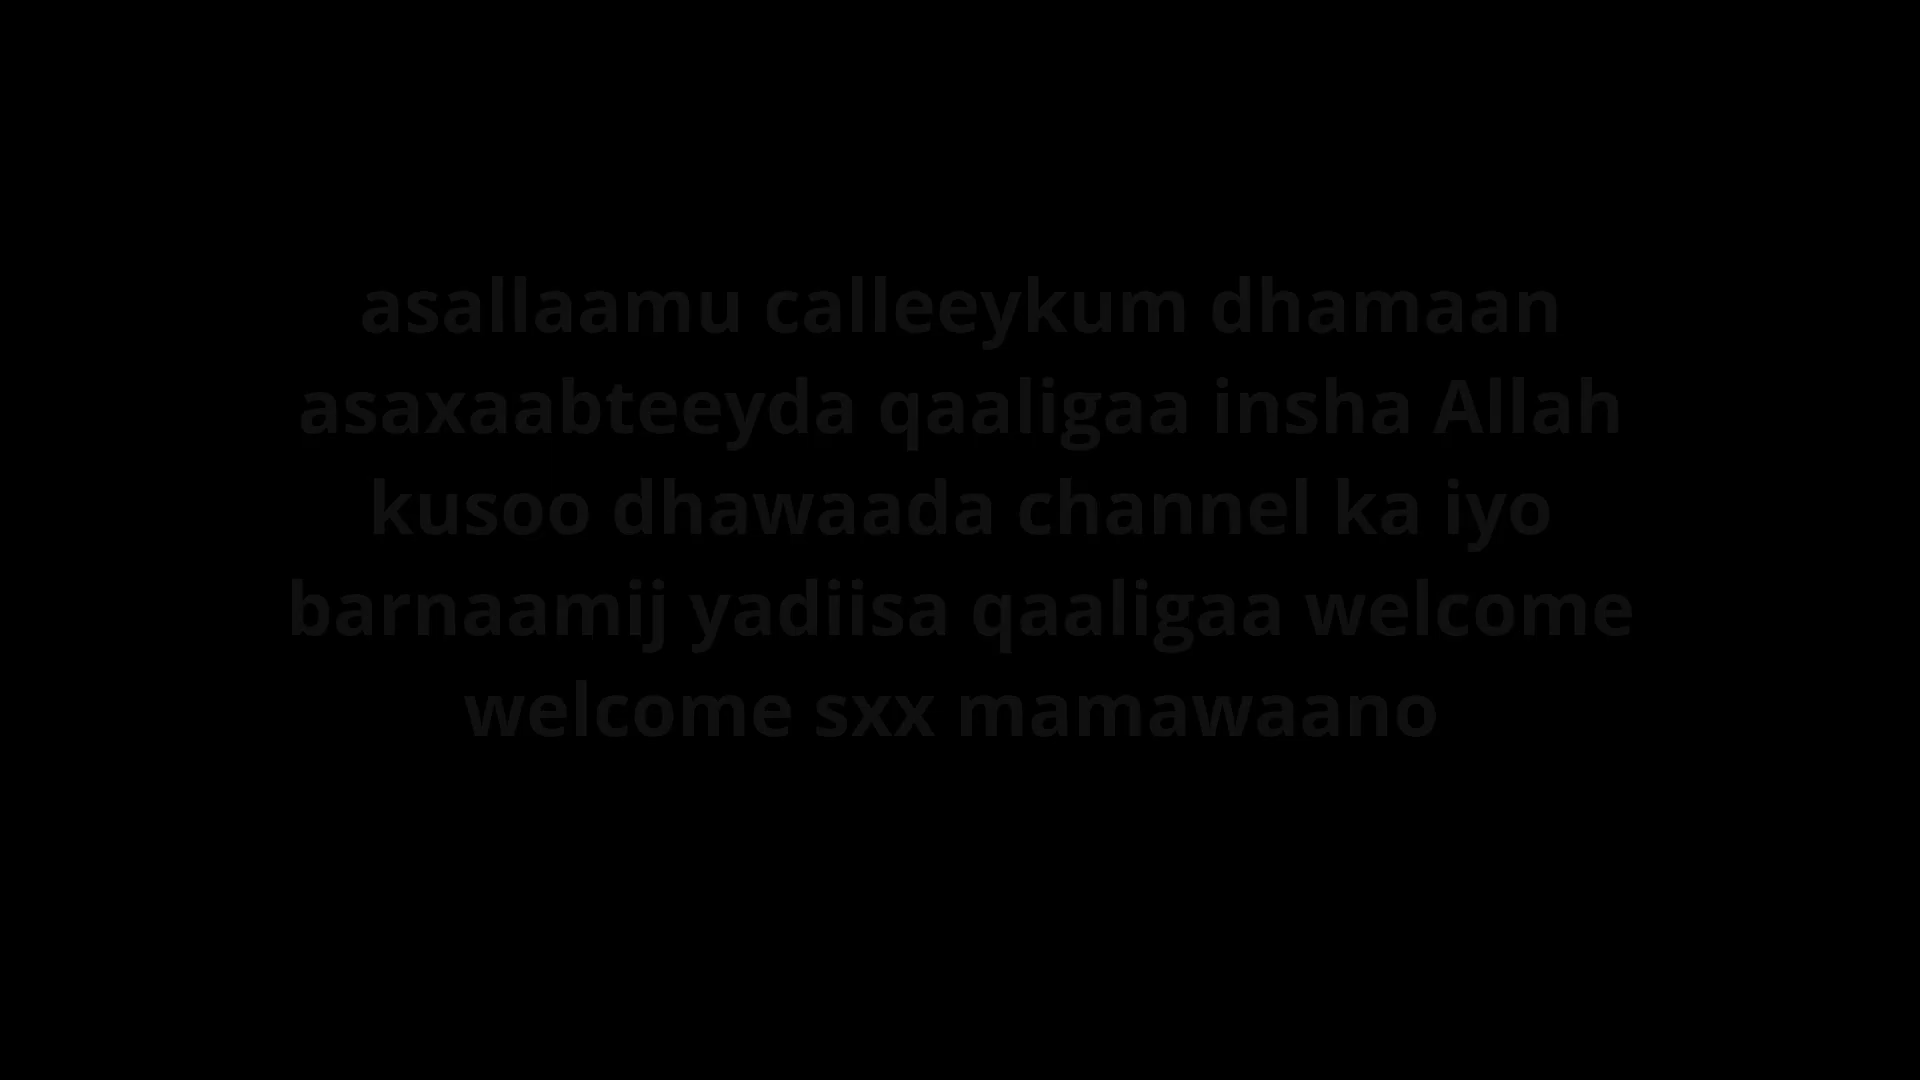 asallaamu calleeykum dhamaan
asaxaabteeyda qaaligaa insha Allah
kusoo dhawaada channel ka iyo
barnaamij yadiisa qaaligaa welcome
welcome sxx mamawaano